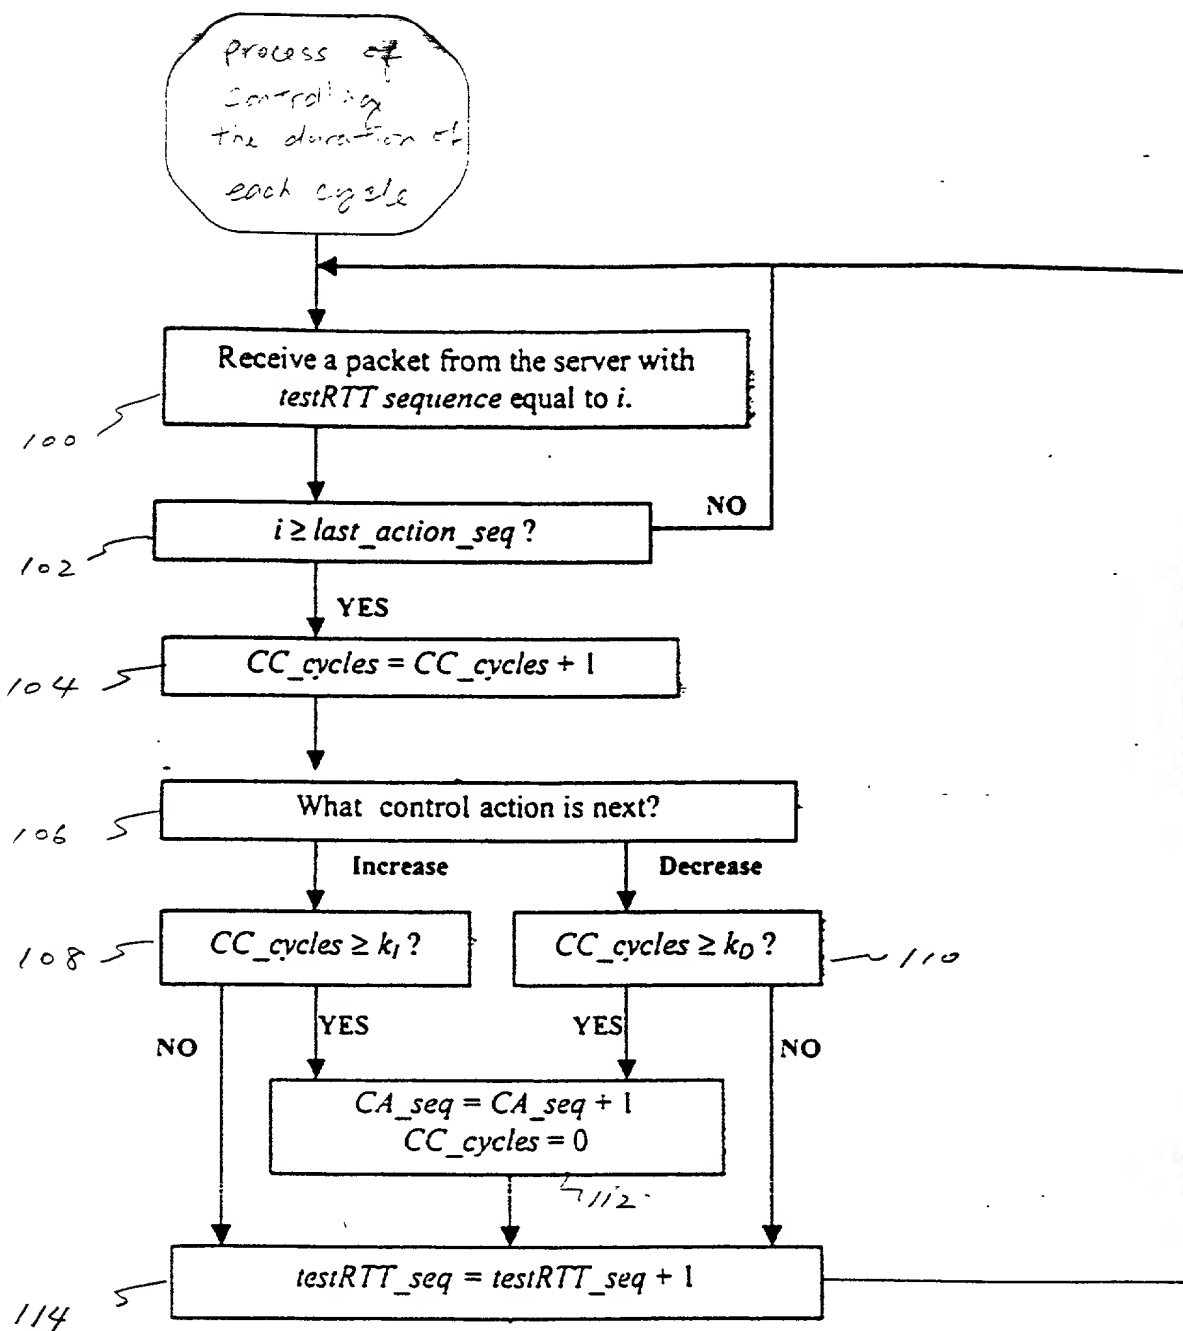 process of
controlling
the duration of
each cycle
Receive a packet from the server with
testRTT sequence equal to i.
100
NO
i ≥ last_action_seq ?
102
YES
CC_cycles = CC_cycles + 1
104
What control action is next?
106
Increase
Decrease
CC_cycles ≥ k_I ?
CC_cycles ≥ k_D ?
108
110
NO
YES
YES
NO
CA_seq = CA_seq + 1
CC_cycles = 0
112
testRTT_seq = testRTT_seq + 1
114